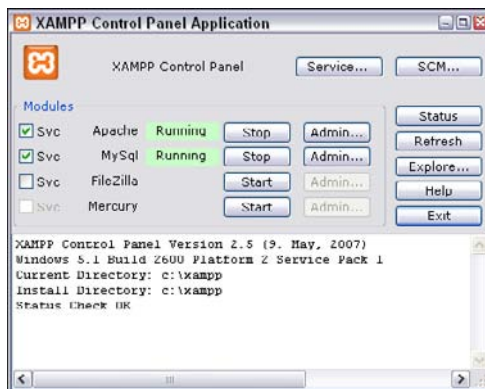 XAMPP Control Panel Application
XAMPP Control Panel
Service...
SCM...
Modules
Svc Apache Running Stop Admin...
Svc MySql Running Stop Admin...
Svc FileZilla Start Admin...
Svc Mercury Start Admin...
Status
Refresh
Explore...
Help
Exit
XAMPP Control Panel Version 2.5 (9. May, 2007)
Windows 5.1 Build 2600 Platform 2 Service Pack 1
Current Directory: c:\xampp
Install Directory: c:\xampp
Status Check OK